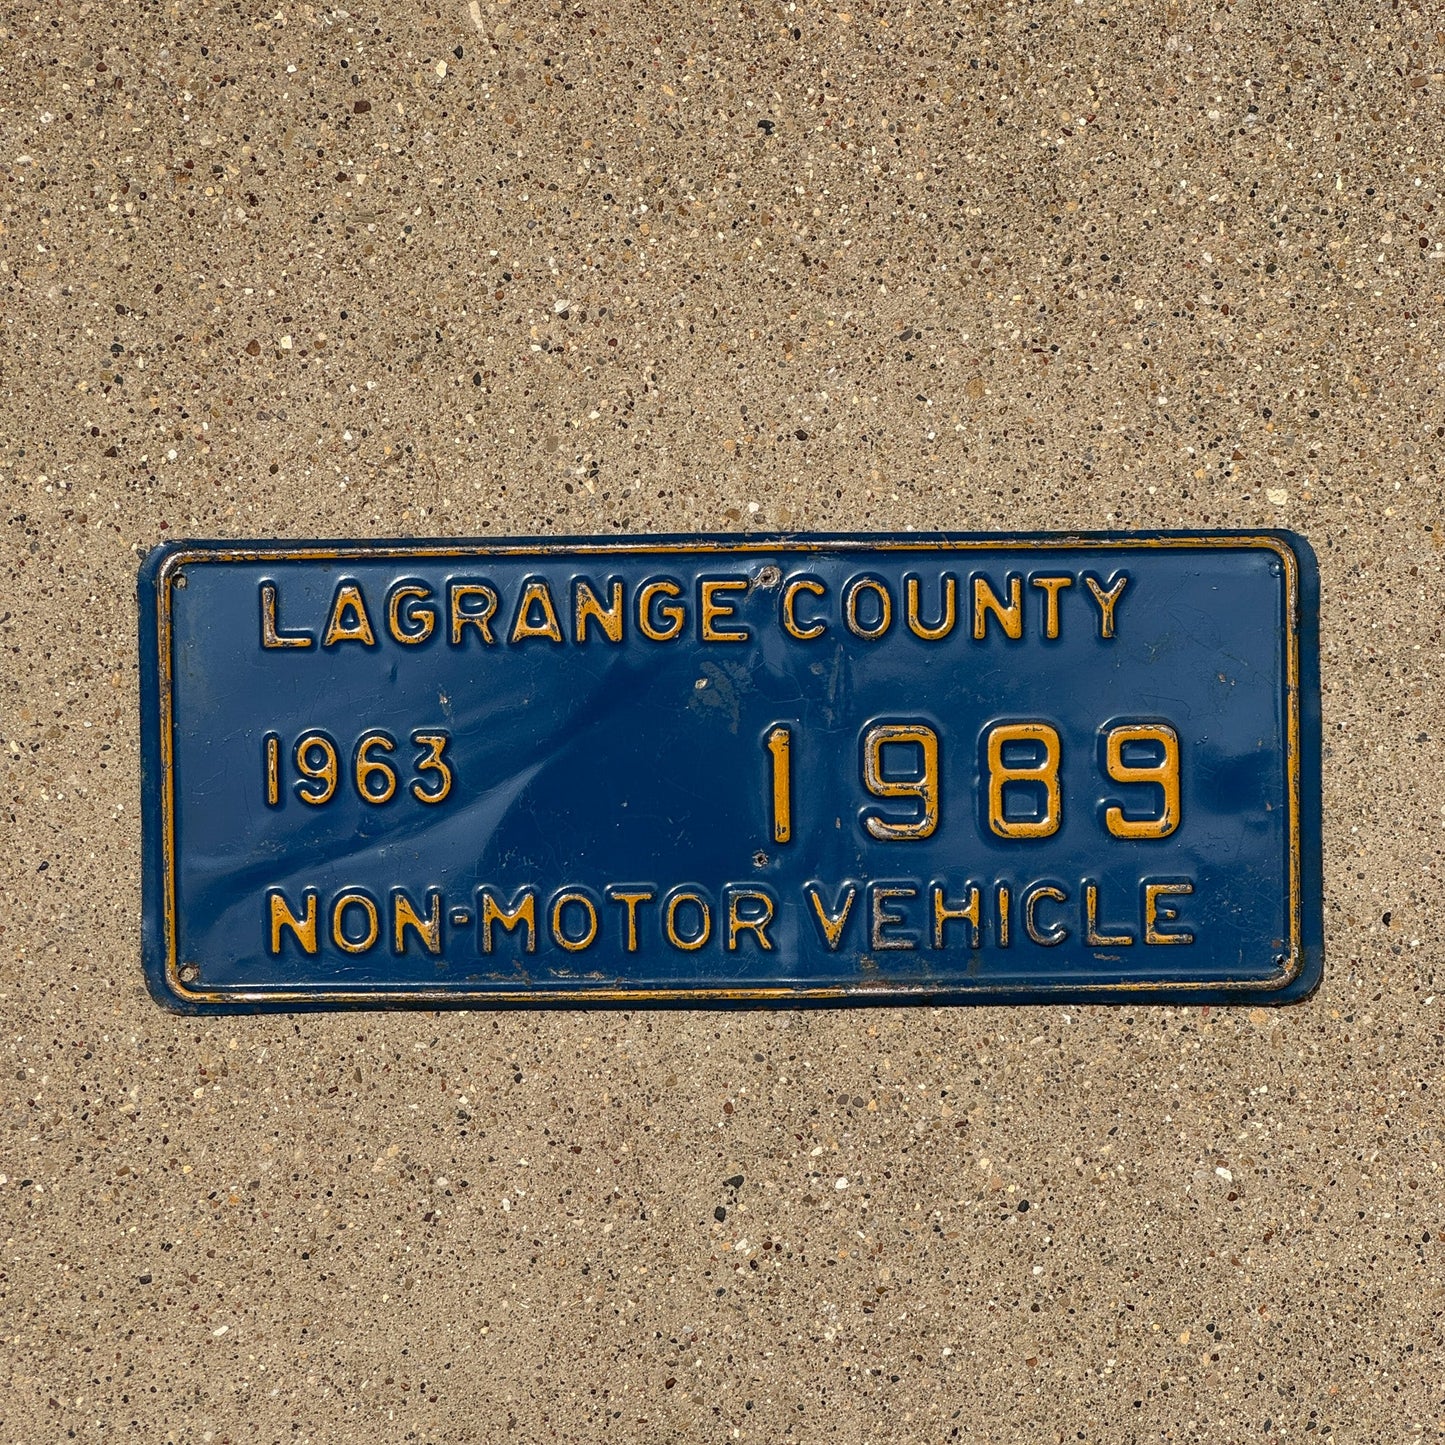 LAGRANGE COUNTY
1963 1989
NON-MOTOR VEHICLE